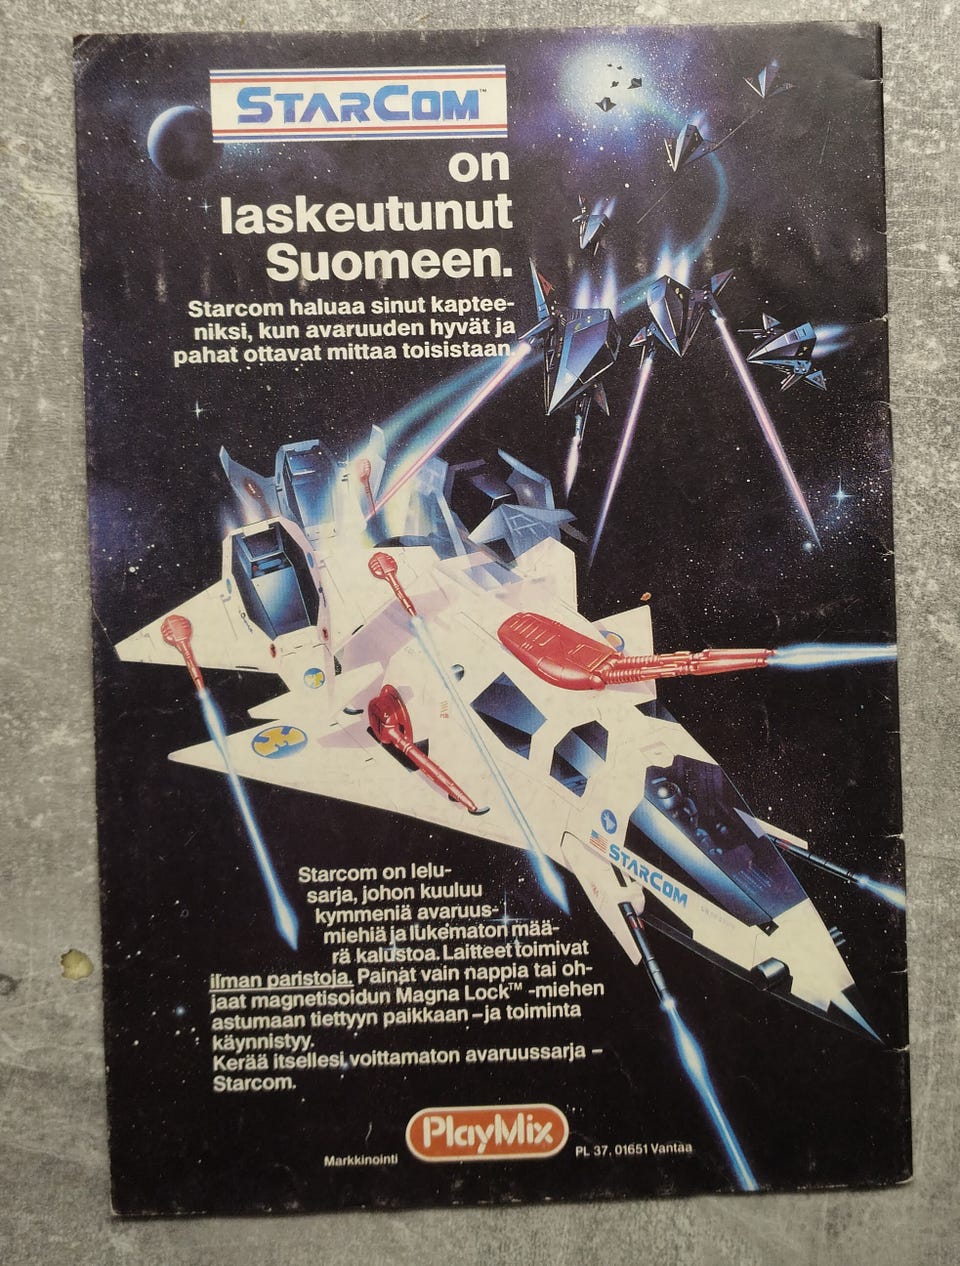 STARCOM™
on
laskeutunut
Suomeen.
Starcom haluaa sinut kaptee-
niksi, kun avaruuden hyvät ja
pahat ottavat mittaa toisistaan.
STARCOM
Starcom on lelu-
sarja, johon kuuluu
kymmeniä avaruus-
miehiä ja lukematon mää-
rä kalustoa. Laitteet toimivat
ilman paristoja. Painat vain nappia tai oh-
jaat magnetisoidun Magna Lock™ -miehen
astumaan tiettyyn paikkaan – ja toiminta
käynnistyy.
Kerää itsellesi voittamaton avaruussarja –
Starcom.
Markkinointi PlayMix PL 37, 01651 Vantaa